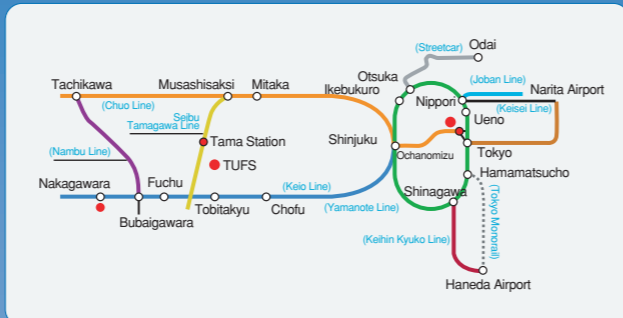 (Streetcar)
Odai
Otsuka
(Joban Line)
Tachikawa
Musashisaksi
Mitaka
Ikebukuro
Nippori
Narita Airport
(Chuo Line)
(Keisei Line)
Seibu
Tamagawa Line
Ueno
Shinjuku
(Nambu Line)
Tama Station
Ochanomizu
Tokyo
TUFS
Hamamatsucho
Nakagawara
Fuchu
(Keio Line)
Shinagawa
Tobitakyu
Chofu
(Yamanote Line)
(Tokyo Monorail)
Bubaigawara
(Keihin Kyuko Line)
Haneda Airport